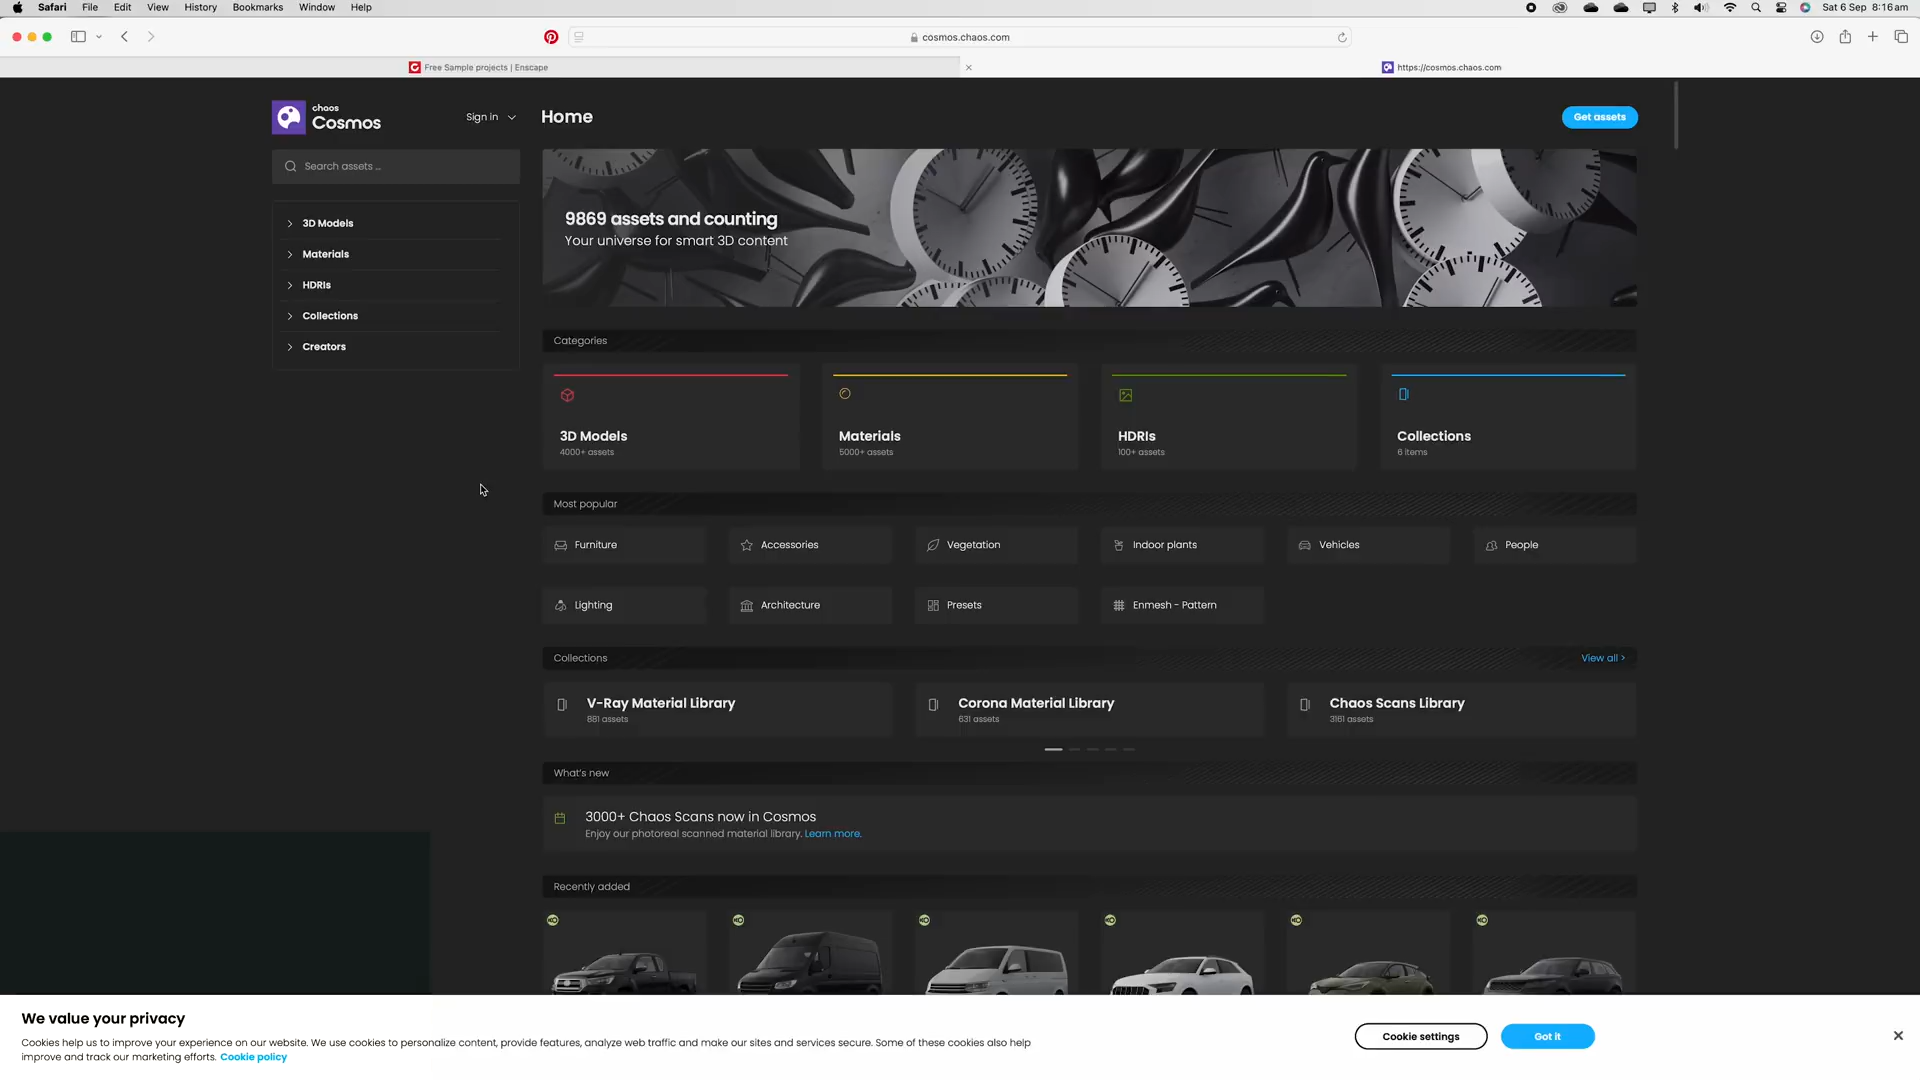 Safari File Edit View History Bookmarks Window Help
Sat 6 Sep 8:16 am
cosmos.chaos.com
Free Sample projects | Enscape
https://cosmos.chaos.com
chaos
Cosmos
Sign in
Home
Get assets
Search assets ...
3D Models
Materials
HDRIs
Collections
Creators
9869 assets and counting
Your universe for smart 3D content
Categories
3D Models
4000+ assets
Materials
5000+ assets
HDRIs
100+ assets
Collections
6 items
Most popular
Furniture
Accessories
Vegetation
Indoor plants
Vehicles
People
Lighting
Architecture
Presets
Enmesh - Pattern
Collections
View all >
V-Ray Material Library
881 assets
Corona Material Library
631 assets
Chaos Scans Library
3161 assets
What's new
3000+ Chaos Scans now in Cosmos
Enjoy our photoreal scanned material library. Learn more.
Recently added
We value your privacy
Cookies help us to improve your experience on our website. We use cookies to personalize content, provide features, analyze web traffic and make our sites and services secure. Some of these cookies also help
improve and track our marketing efforts. Cookie policy
Cookie settings
Got it